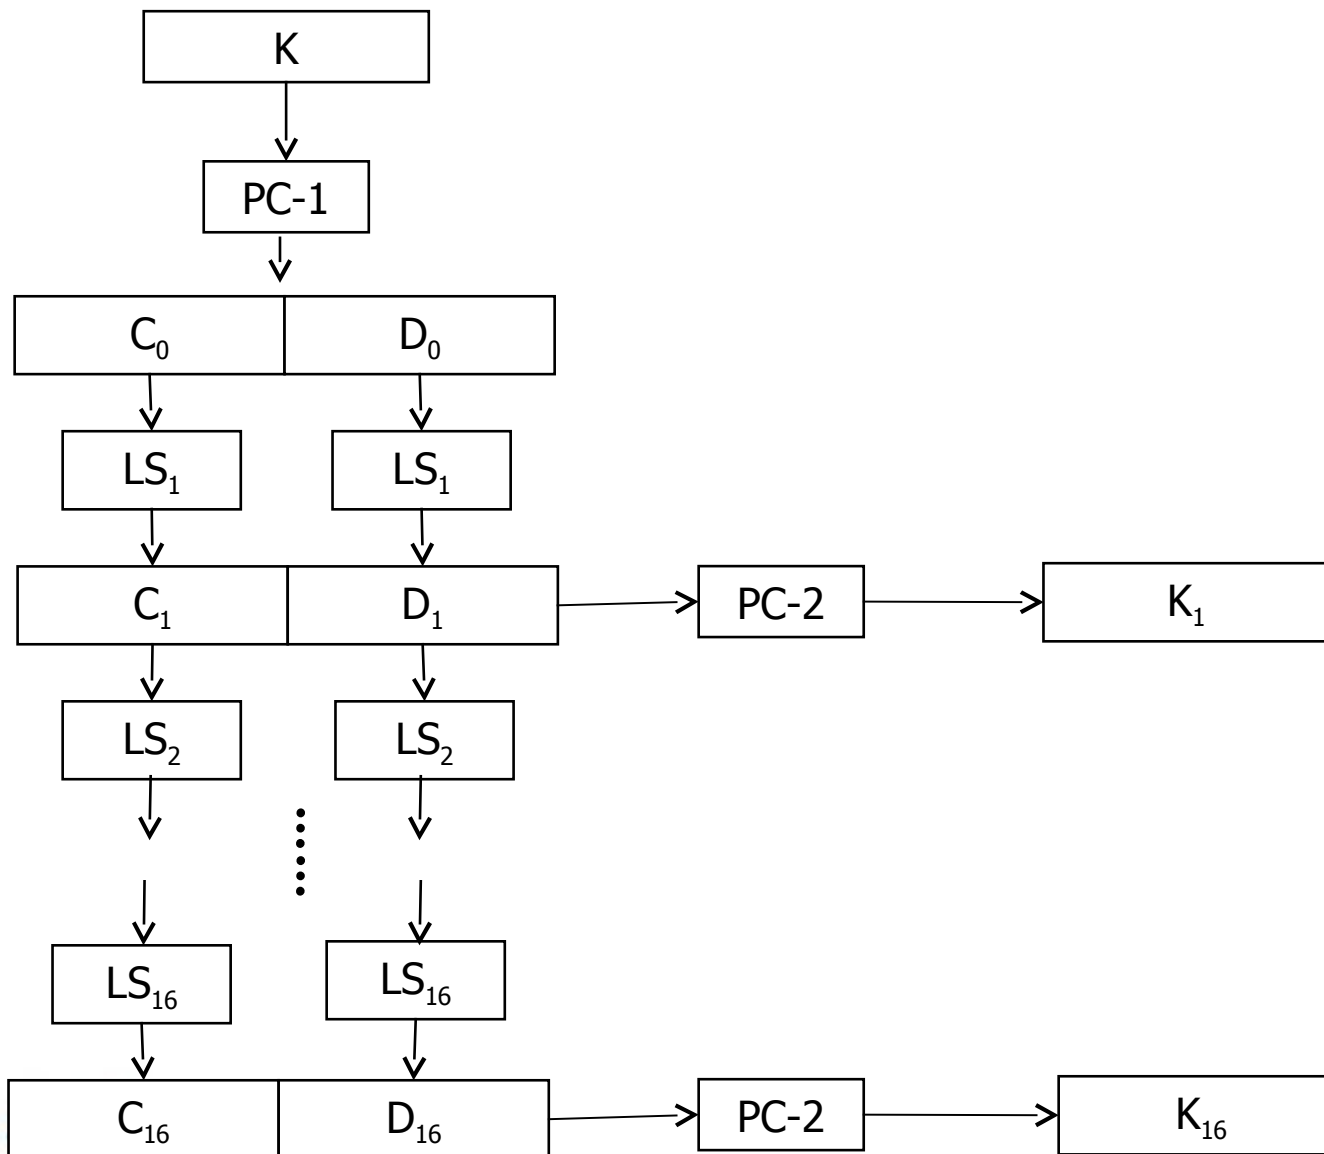 K
PC-1
C₀ D₀
LS₁ LS₁
C₁ D₁ PC-2 K₁
LS₂ LS₂
LS₁₆ LS₁₆
C₁₆ D₁₆ PC-2 K₁₆